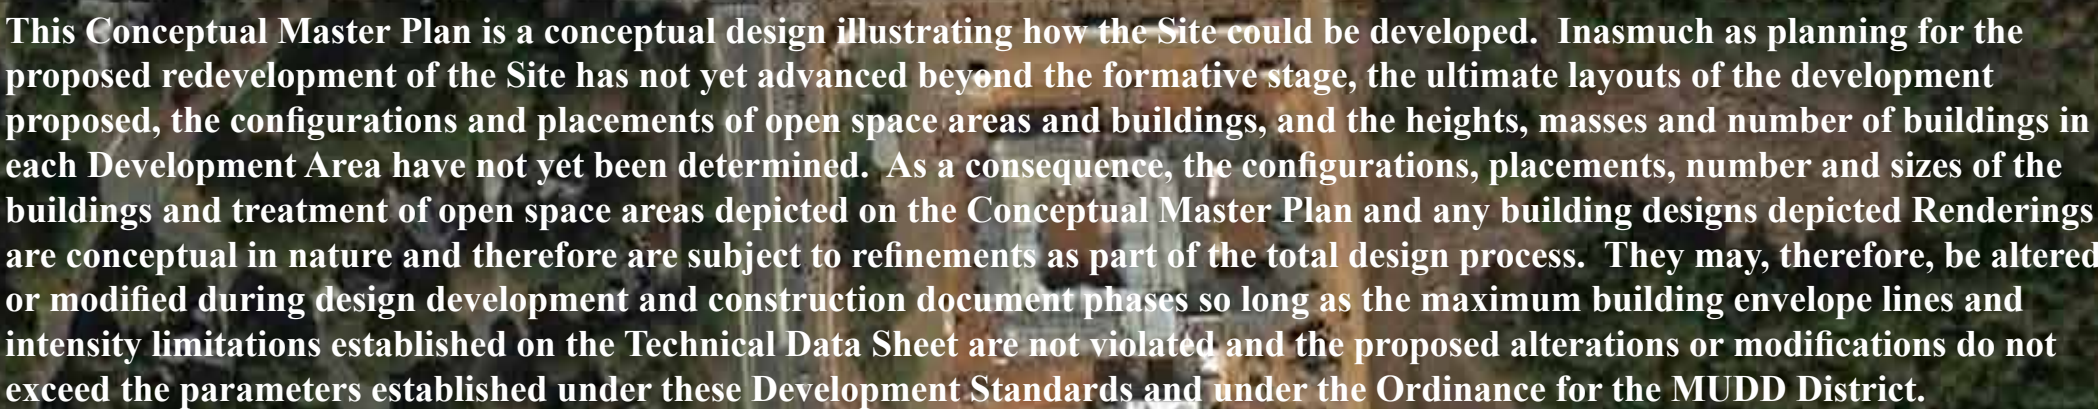 This Conceptual Master Plan is a conceptual design illustrating how the Site could be developed.  Inasmuch as planning for the
proposed redevelopment of the Site has not yet advanced beyond the formative stage, the ultimate layouts of the development
proposed, the configurations and placements of open space areas and buildings, and the heights, masses and number of buildings in
each Development Area have not yet been determined.  As a consequence, the configurations, placements, number and sizes of the
buildings and treatment of open space areas depicted on the Conceptual Master Plan and any building designs depicted Renderings
are conceptual in nature and therefore are subject to refinements as part of the total design process.  They may, therefore, be altered
or modified during design development and construction document phases so long as the maximum building envelope lines and
intensity limitations established on the Technical Data Sheet are not violated and the proposed alterations or modifications do not
exceed the parameters established under these Development Standards and under the Ordinance for the MUDD District.